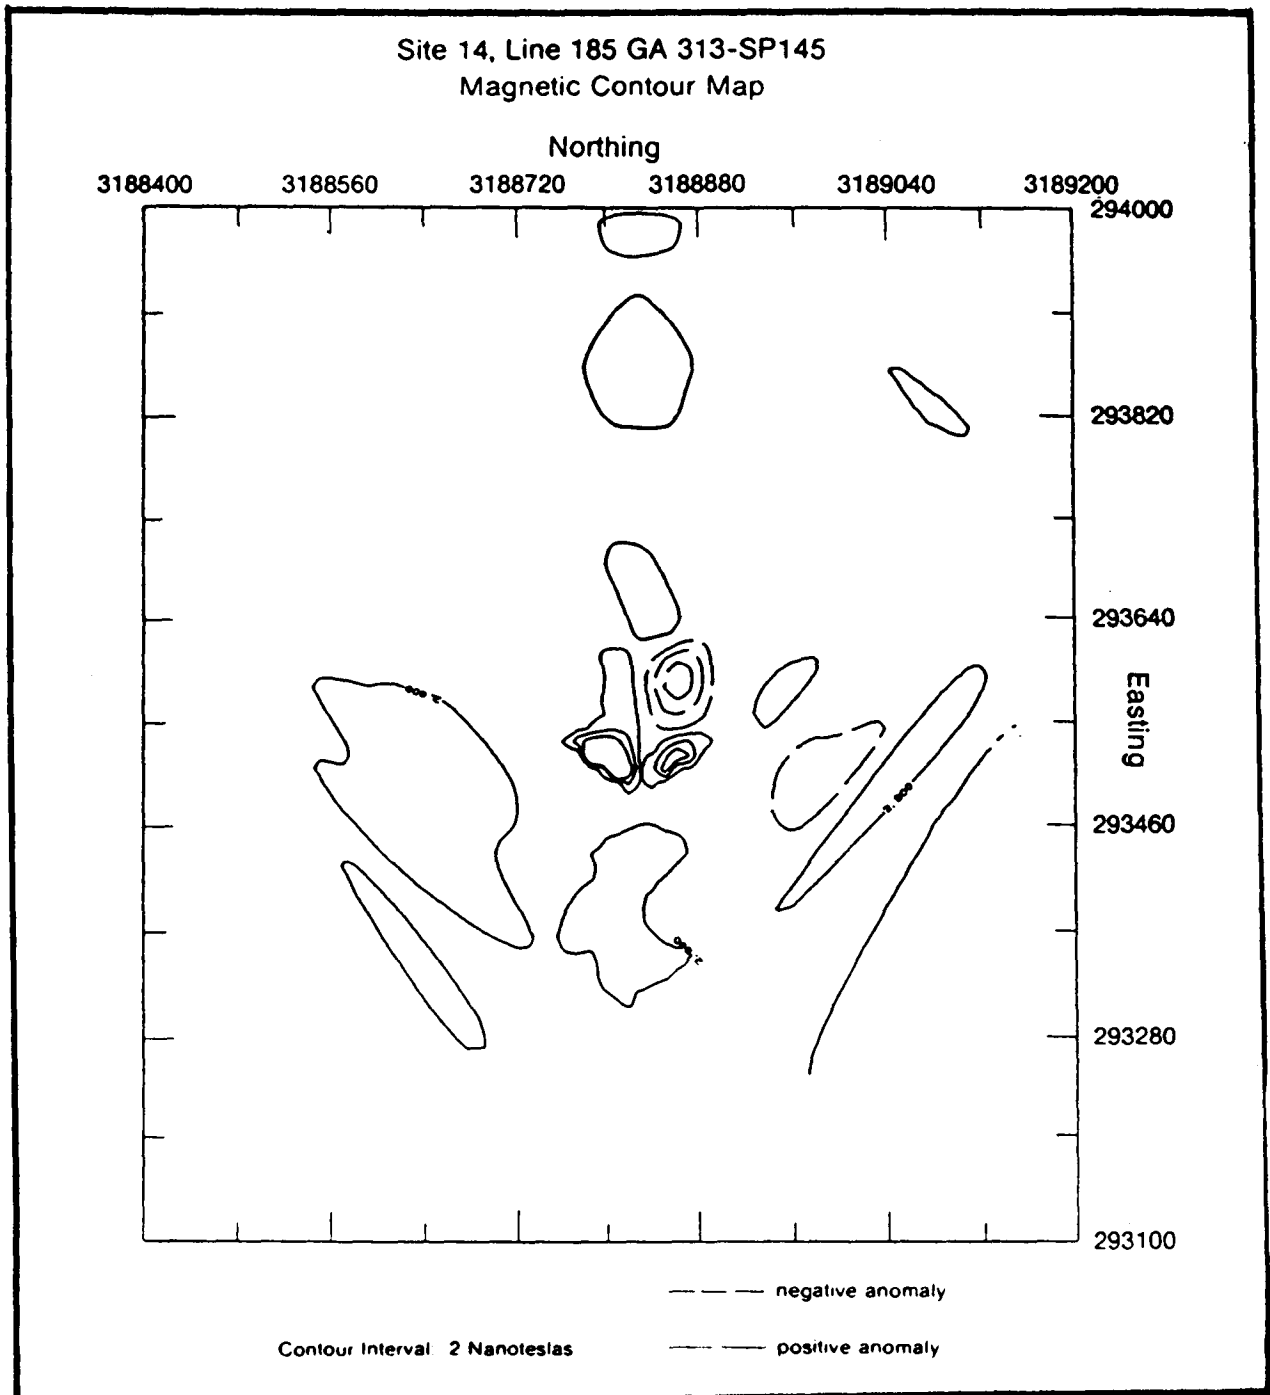 Site 14, Line 185 GA 313-SP145
Magnetic Contour Map
Northing
3188400 3188560 3188720 3188880 3189040 3189200
294000
293820
293640
Easting
293460
293280
293100
negative anomaly
Contour Interval: 2 Nanoteslas
positive anomaly